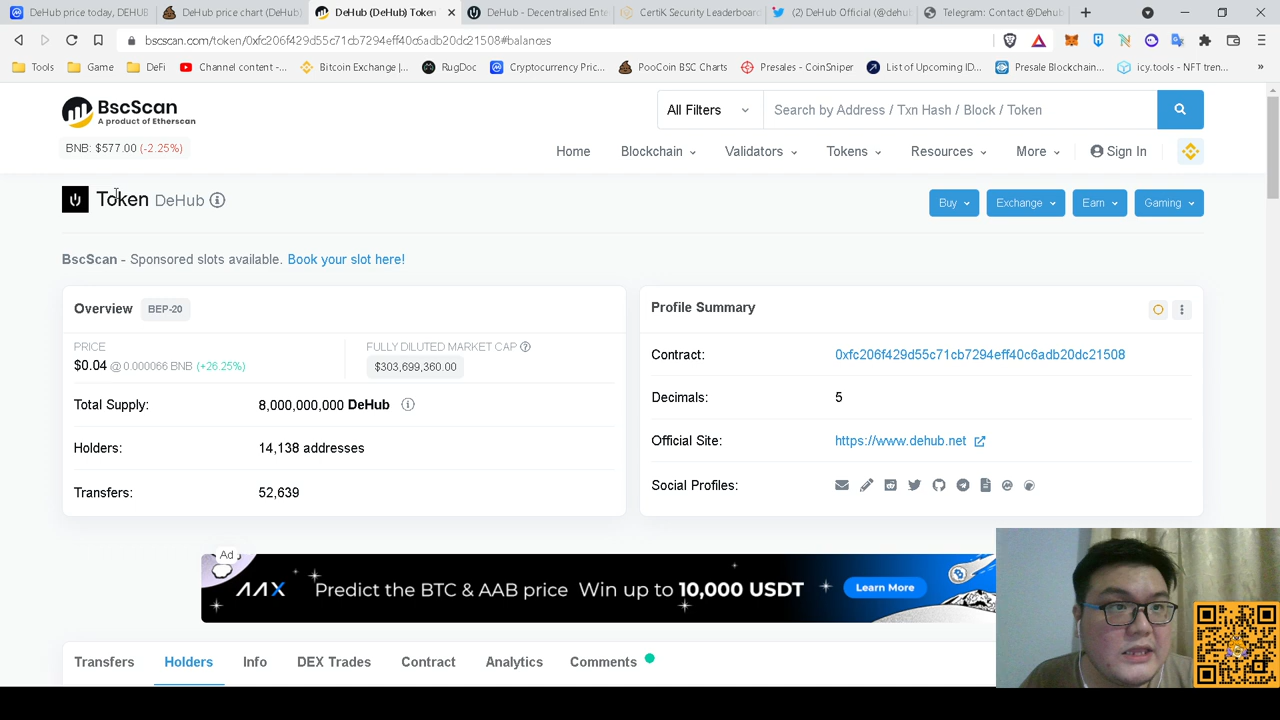 DeHub price today, DEHUB
DeHub price chart (DeHub)
DeHub (DeHub) Token
DeHub - Decentralised Ente
CertiK Security Leaderboard
(2) DeHub Official (@dehub
Telegram: Contact @Dehub
bscscan.com/token/0xfc206f429d55c71cb7294eff40c6adb20dc21508#balances
Tools
Game
DeFi
Channel content -...
Bitcoin Exchange |...
RugDoc
Cryptocurrency Pric...
PooCoin BSC Charts
Presales - CoinSniper
List of Upcoming ID...
Presale Blockchain...
icy.tools - NFT tren...
»
BscScan
A product of Etherscan
All Filters
Search by Address / Txn Hash / Block / Token
BNB: $577.00 (-2.25%)
Home
Blockchain
Validators
Tokens
Resources
More
Sign In
Token DeHub
Buy
Exchange
Earn
Gaming
BscScan - Sponsored slots available. Book your slot here!
Overview BEP-20
PRICE
$0.04 @ 0.000066 BNB (+26.25%)
FULLY DILUTED MARKET CAP
$303,699,360.00
Total Supply: 8,000,000,000 DeHub
Holders: 14,138 addresses
Transfers: 52,639
Profile Summary
Contract: 0xfc206f429d55c71cb7294eff40c6adb20dc21508
Decimals: 5
Official Site: https://www.dehub.net
Social Profiles:
Ad
AAX Predict the BTC & AAB price Win up to 10,000 USDT Learn More
Transfers
Holders
Info
DEX Trades
Contract
Analytics
Comments